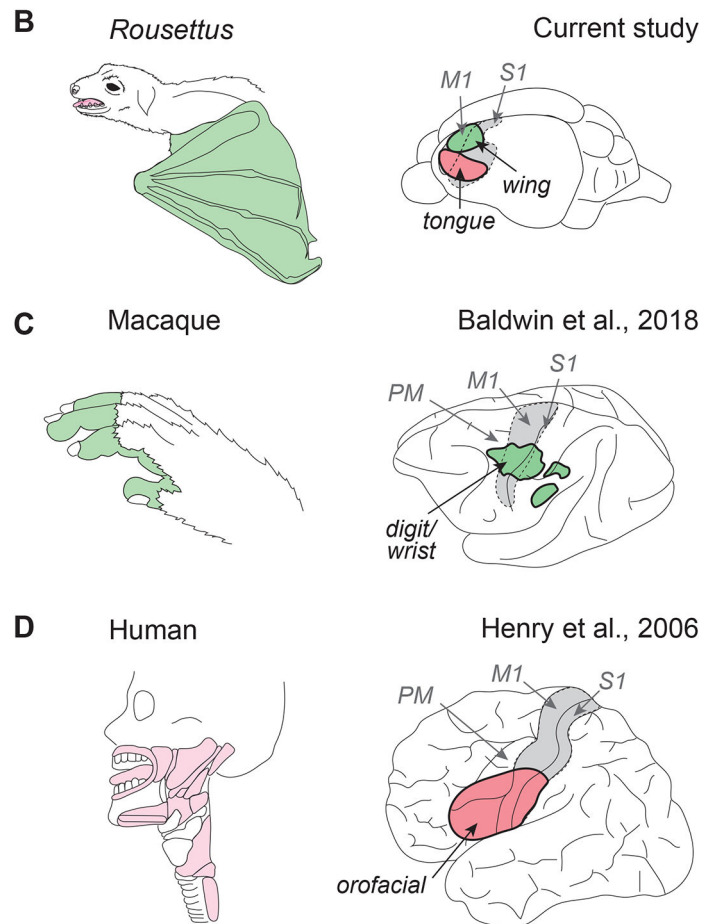 B
Rousettus
Current study
M1
S1
wing
tongue
C
Macaque
Baldwin et al., 2018
PM
M1
S1
digit/
wrist
D
Human
Henry et al., 2006
PM
M1
S1
orofacial